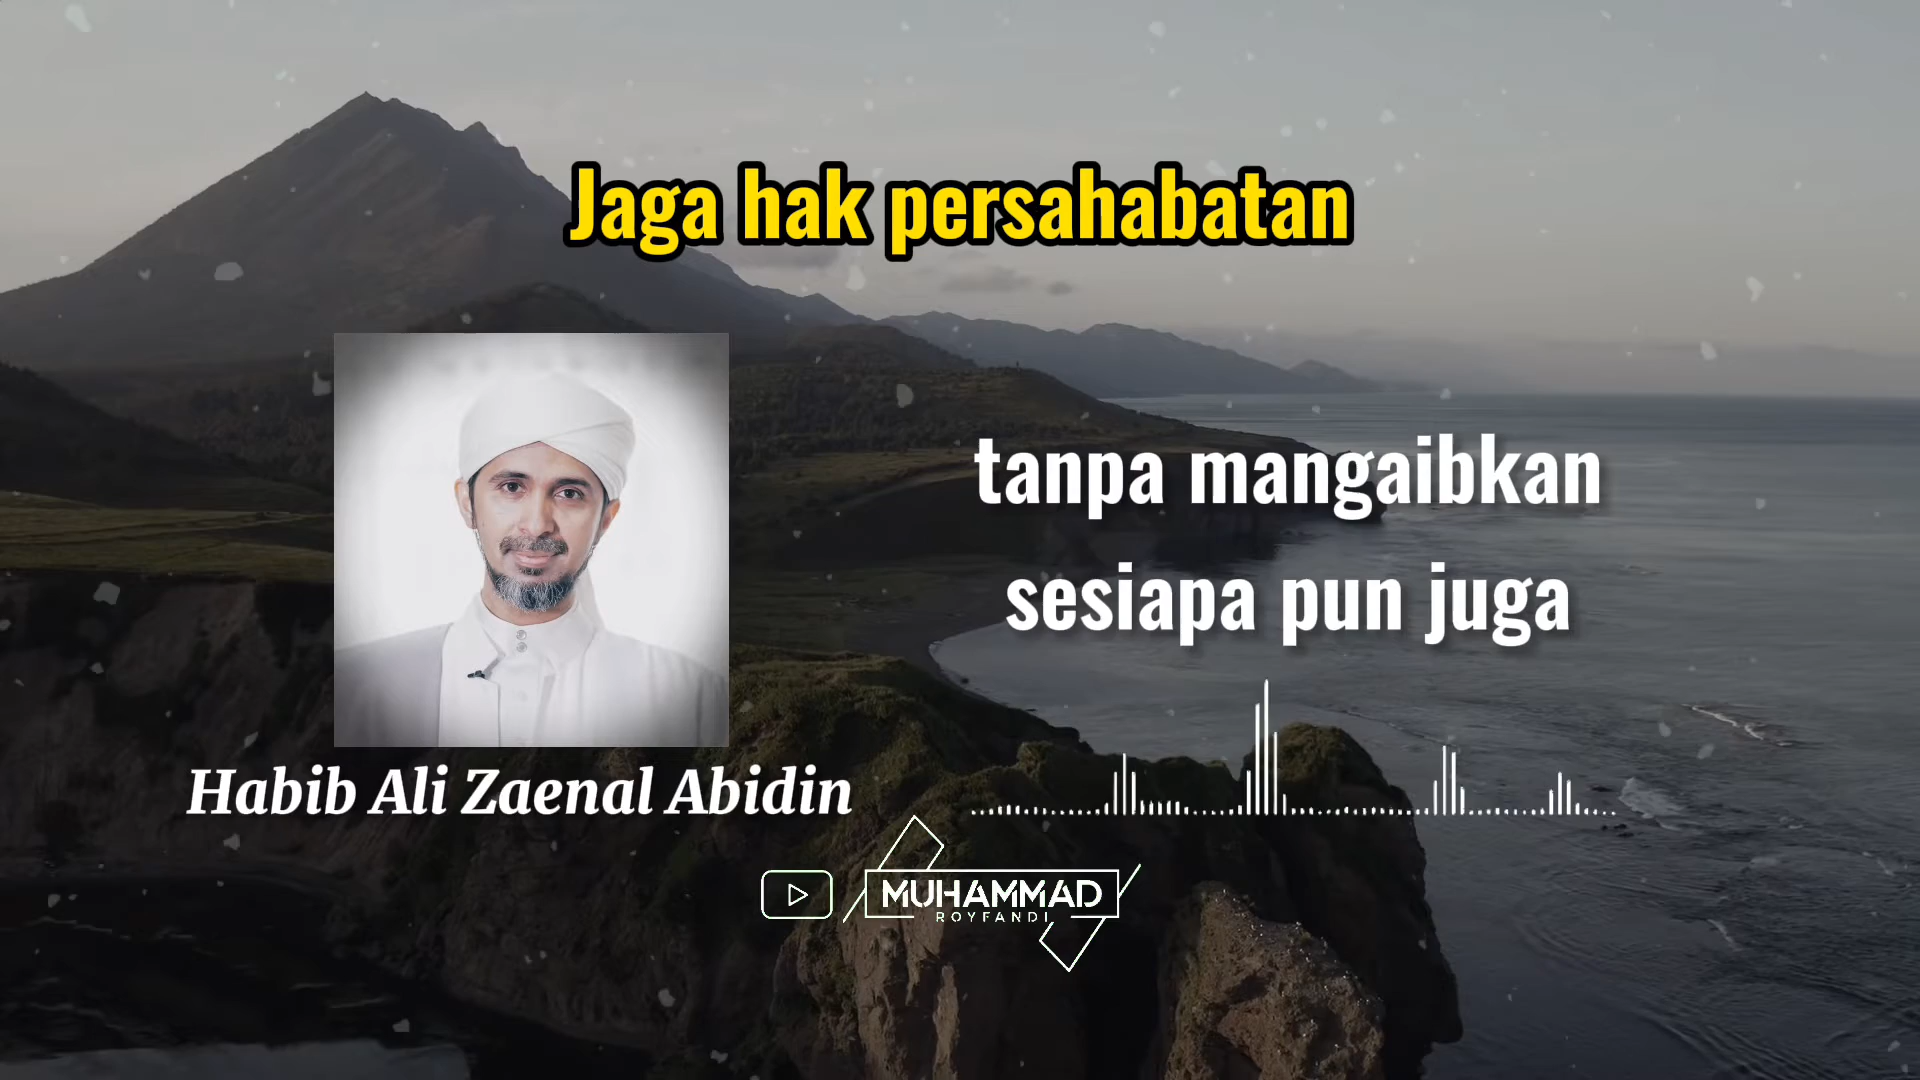 Jaga hak persahabatan
tanpa mangaibkan
sesiapa pun juga
Habib Ali Zaenal Abidin
MUHAMMAD
ROYFANDI